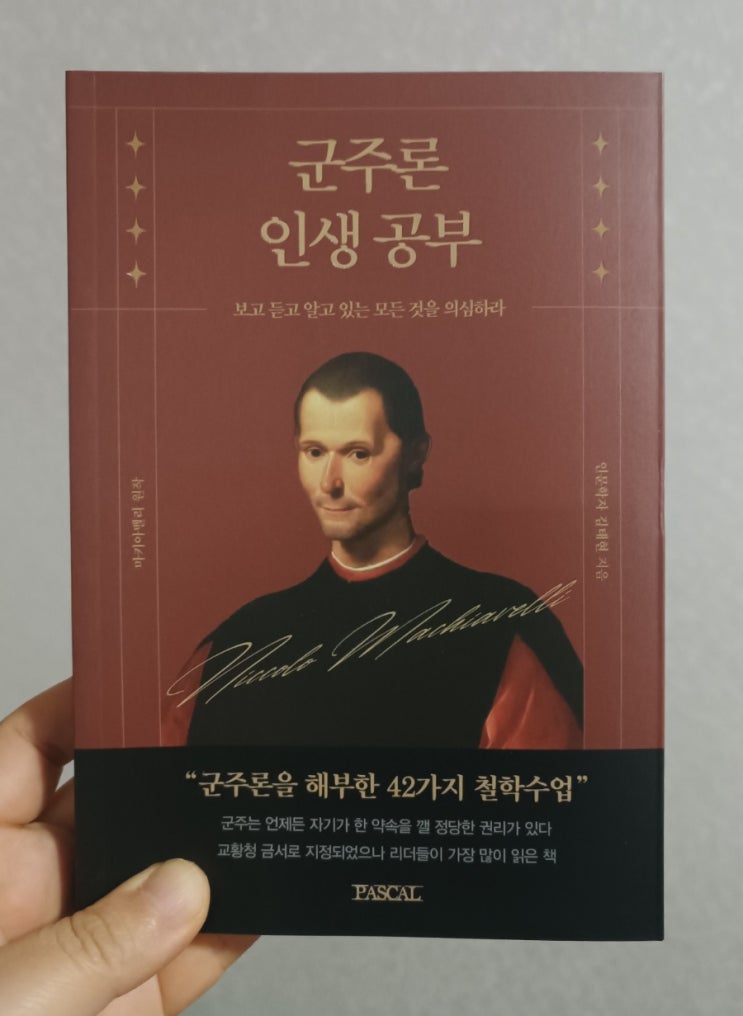 군주론
인생 공부
보고 듣고 알고 있는 모든 것을 의심하라
마키아벨리 원작
인문학자 김태현 지음
Niccolo Machiavelli
“군주론을 해부한 42가지 철학수업”
군주는 언제든 자기가 한 약속을 깰 정당한 권리가 있다
교황청 금서로 지정되었으나 리더들이 가장 많이 읽은 책
PASCAL